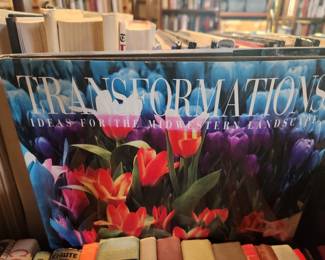 TRANSFORMATIONS
IDEAS FOR THE MIDWESTERN LANDSCAPE